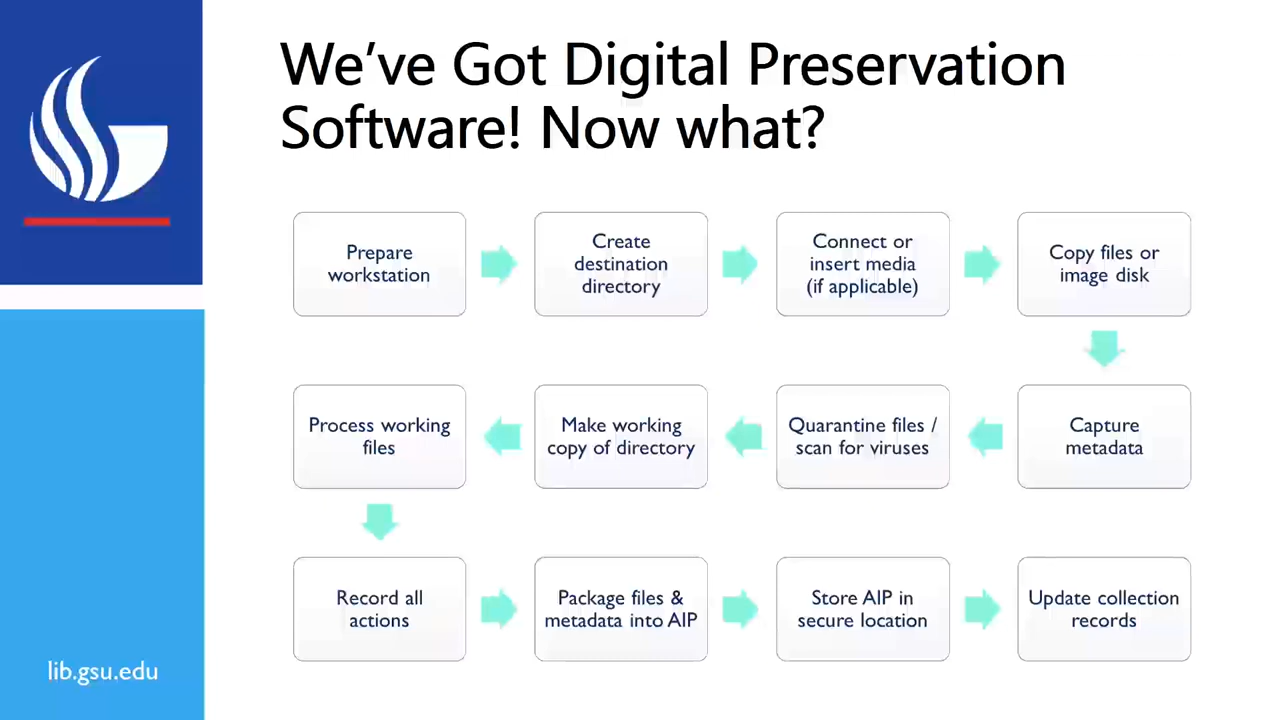 We’ve Got Digital Preservation
Software! Now what?
Prepare
workstation
Create
destination
directory
Connect or
insert media
(if applicable)
Copy files or
image disk
Capture
metadata
Quarantine files /
scan for viruses
Make working
copy of directory
Process working
files
Record all
actions
Package files &
metadata into AIP
Store AIP in
secure location
Update collection
records
lib.gsu.edu